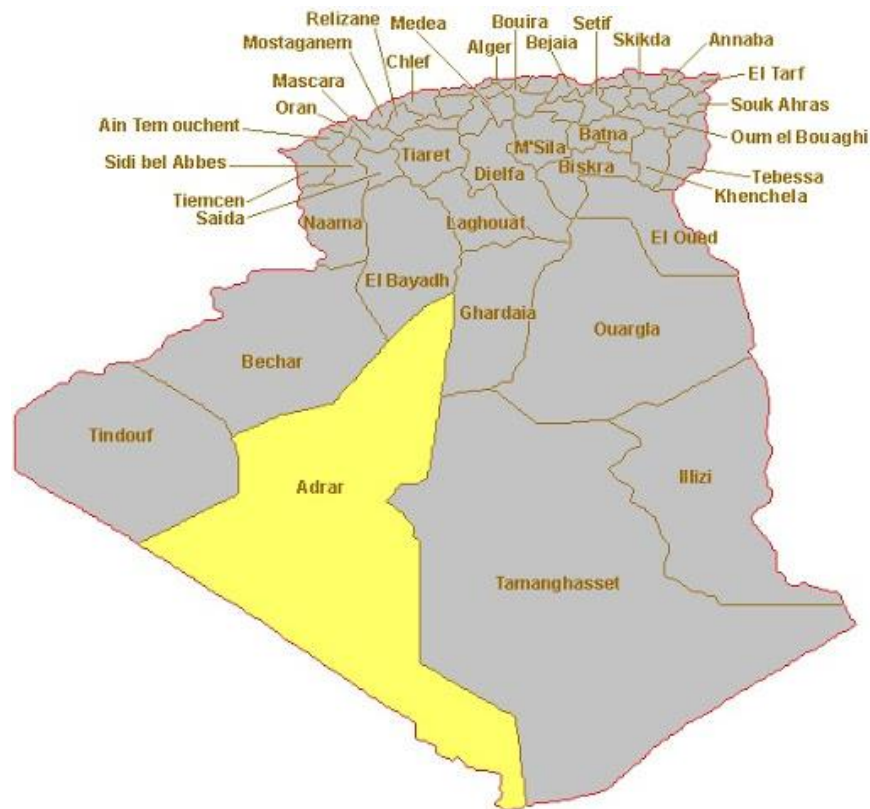 Relizane
Medea
Bouira
Setif
Mostaganem
Alger
Bejaia
Skikda
Annaba
Chlef
Mascara
El Tarf
Oran
Souk Ahras
Ain Tem ouchent
Batna
Oum el Bouaghi
Tiaret
M'Sila
Sidi bel Abbes
Dielfa
Biskra
Tebessa
Tiemcen
Khenchela
Saida
Naama
Laghouat
El Oued
El Bayadh
Ghardaia
Ouargla
Bechar
Tindouf
Adrar
Illizi
Tamanghasset